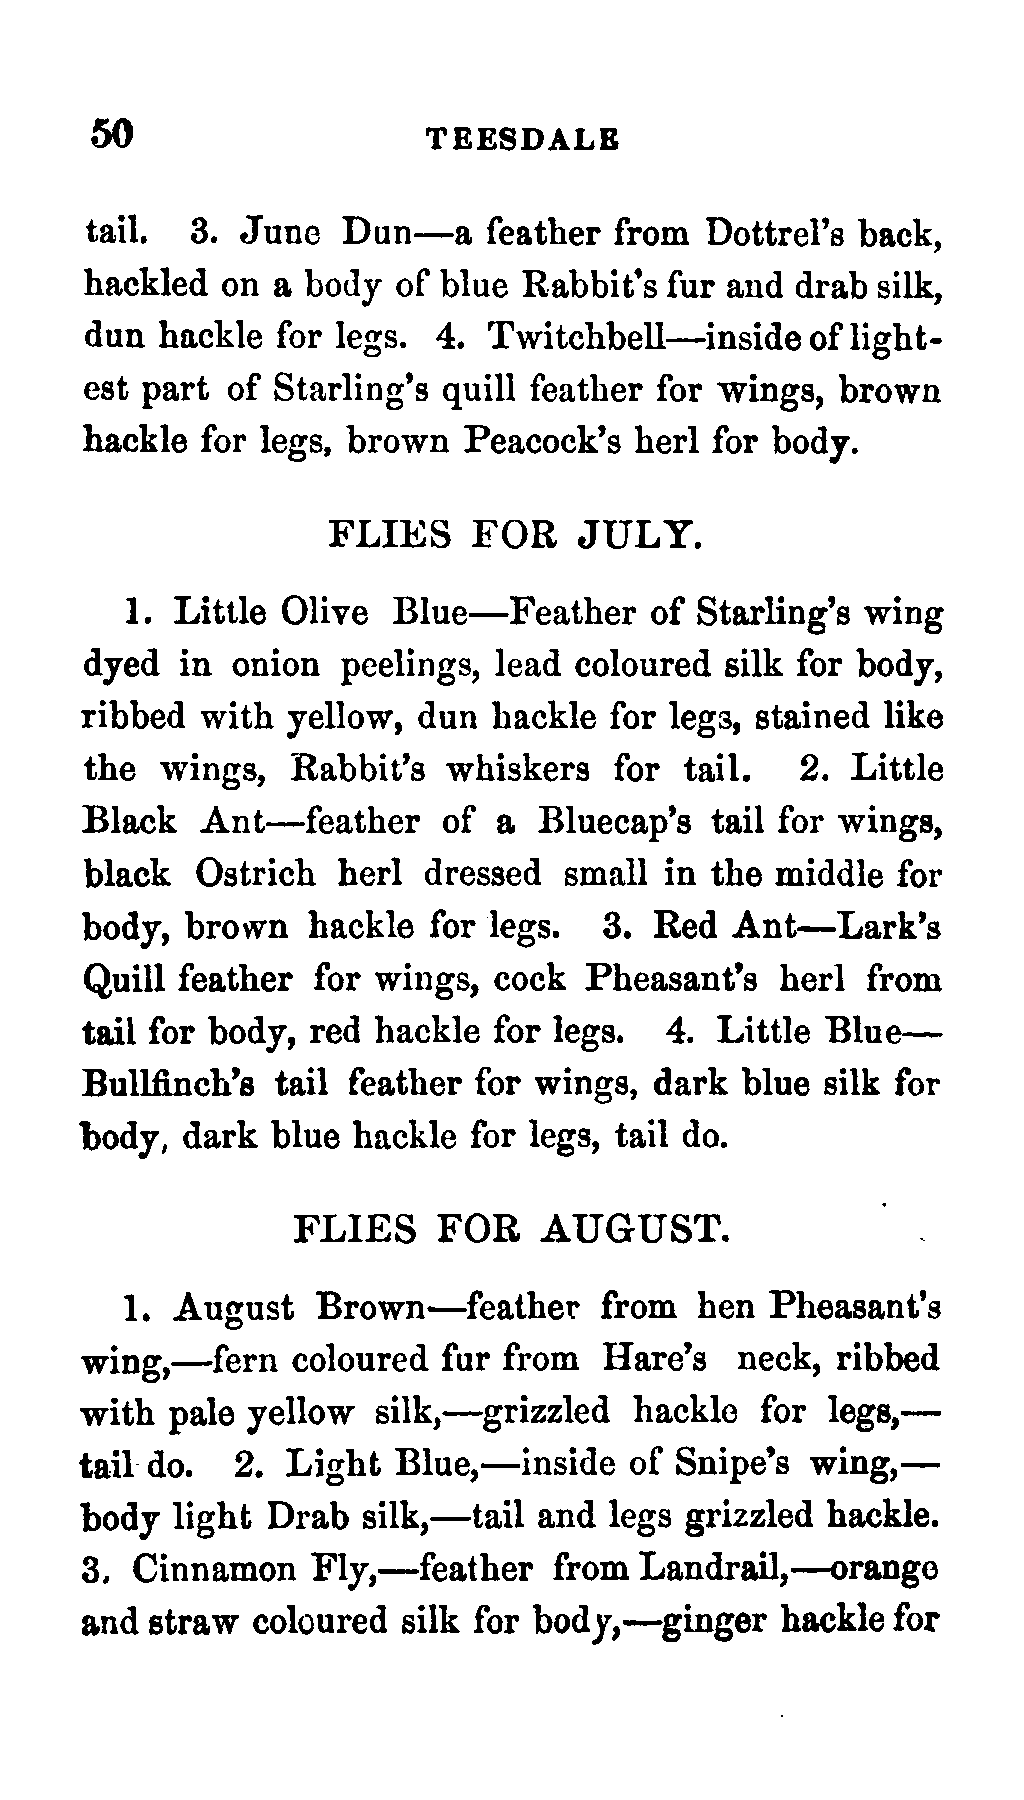 50 TEESDALE
tail. 3. June Dun—a feather from Dottrel's back,
hackled on a body of blue Rabbit's fur and drab silk,
dun hackle for legs. 4. Twitchbell—inside of light-
est part of Starling's quill feather for wings, brown
hackle for legs, brown Peacock's herl for body.
FLIES FOR JULY.
1. Little Olive Blue—Feather of Starling's wing
dyed in onion peelings, lead coloured silk for body,
ribbed with yellow, dun hackle for legs, stained like
the wings, Rabbit's whiskers for tail. 2. Little
Black Ant—feather of a Bluecap's tail for wings,
black Ostrich herl dressed small in the middle for
body, brown hackle for legs. 3. Red Ant—Lark's
Quill feather for wings, cock Pheasant's herl from
tail for body, red hackle for legs. 4. Little Blue—
Bullfinch's tail feather for wings, dark blue silk for
body, dark blue hackle for legs, tail do.
FLIES FOR AUGUST.
1. August Brown—feather from hen Pheasant's
wing,—fern coloured fur from Hare's neck, ribbed
with pale yellow silk,—grizzled hackle for legs,—
tail do. 2. Light Blue,—inside of Snipe's wing,—
body light Drab silk,—tail and legs grizzled hackle.
3. Cinnamon Fly,—feather from Landrail,—orange
and straw coloured silk for body,—ginger hackle for